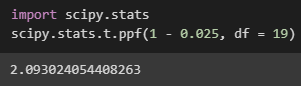 import scipy.stats
scipy.stats.t.ppf(1 - 0.025, df = 19)
2.093024054408263